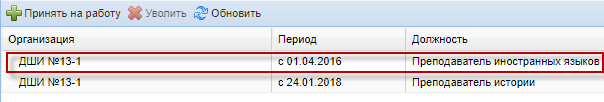 Принять на работу Уволить Обновить
Организация Период Должность
ДШИ №13-1 с 01.04.2016 Преподаватель иностранных языков
ДШИ №13-1 с 24.01.2018 Преподаватель истории